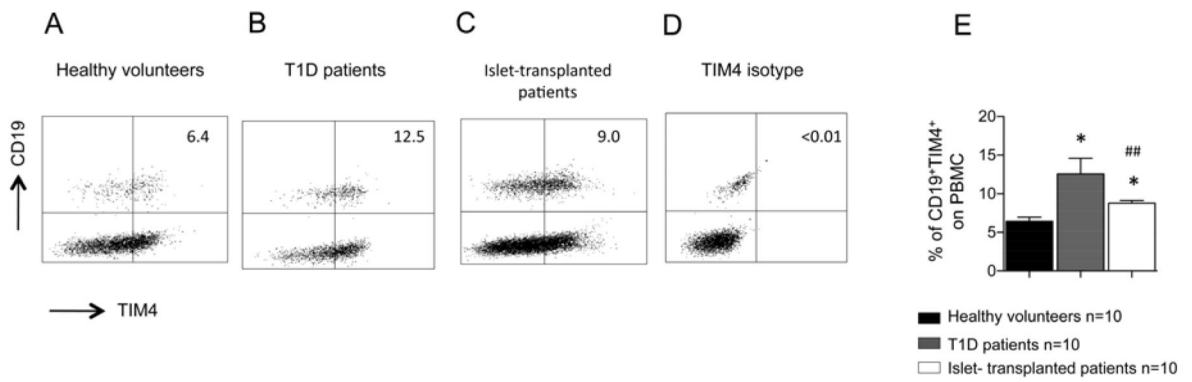 A
Healthy volunteers
6.4
CD19
TIM4
B
T1D patients
12.5
C
Islet-transplanted
patients
9.0
D
TIM4 isotype
<0.01
E
% of CD19+TIM4+
on PBMC
20
15
10
5
0
*
##
*
Healthy volunteers n=10
T1D patients n=10
Islet- transplanted patients n=10